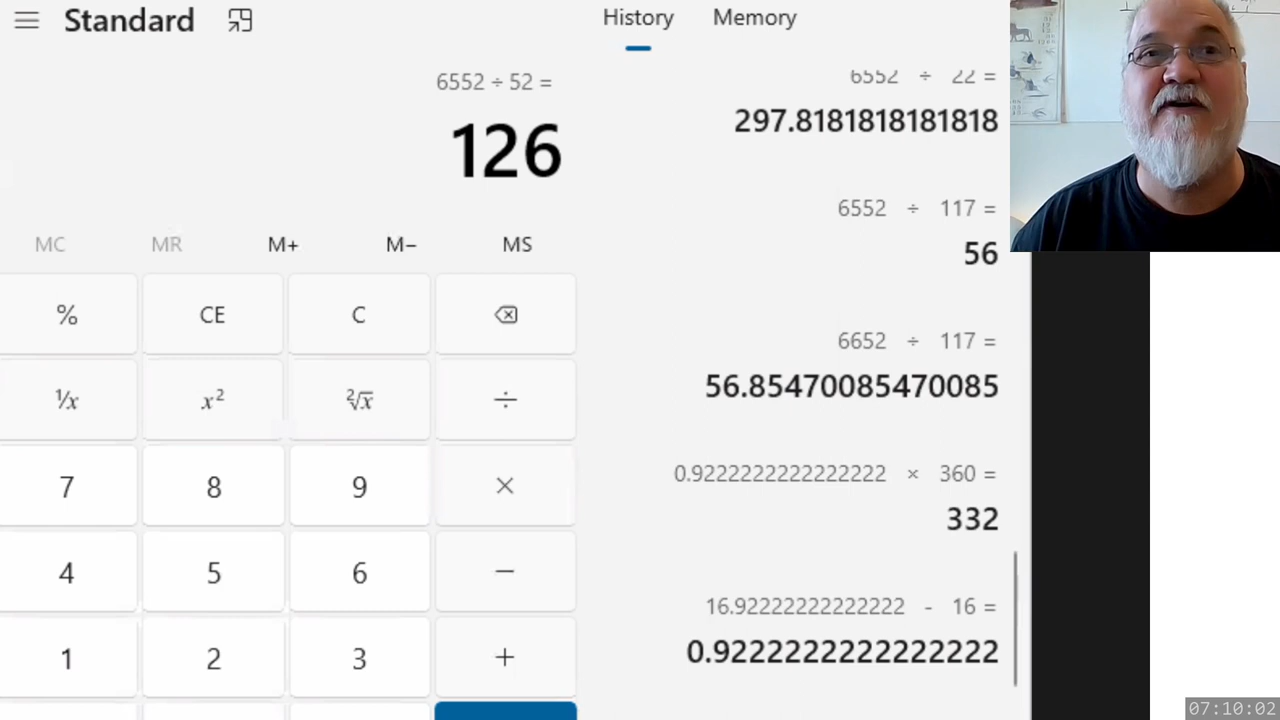 Standard
History Memory
6552 ÷ 52 =
126
6552 ÷ 22 =
297.8181818181818
6552 ÷ 117 =
56
6652 ÷ 117 =
56.85470085470085
0.9222222222222222 × 360 =
332
16.92222222222222 - 16 =
0.9222222222222222
MC MR M+ M− MS
% CE C
⅟x x² ²√x ÷
7 8 9 ×
4 5 6 −
1 2 3 +
07:10:02